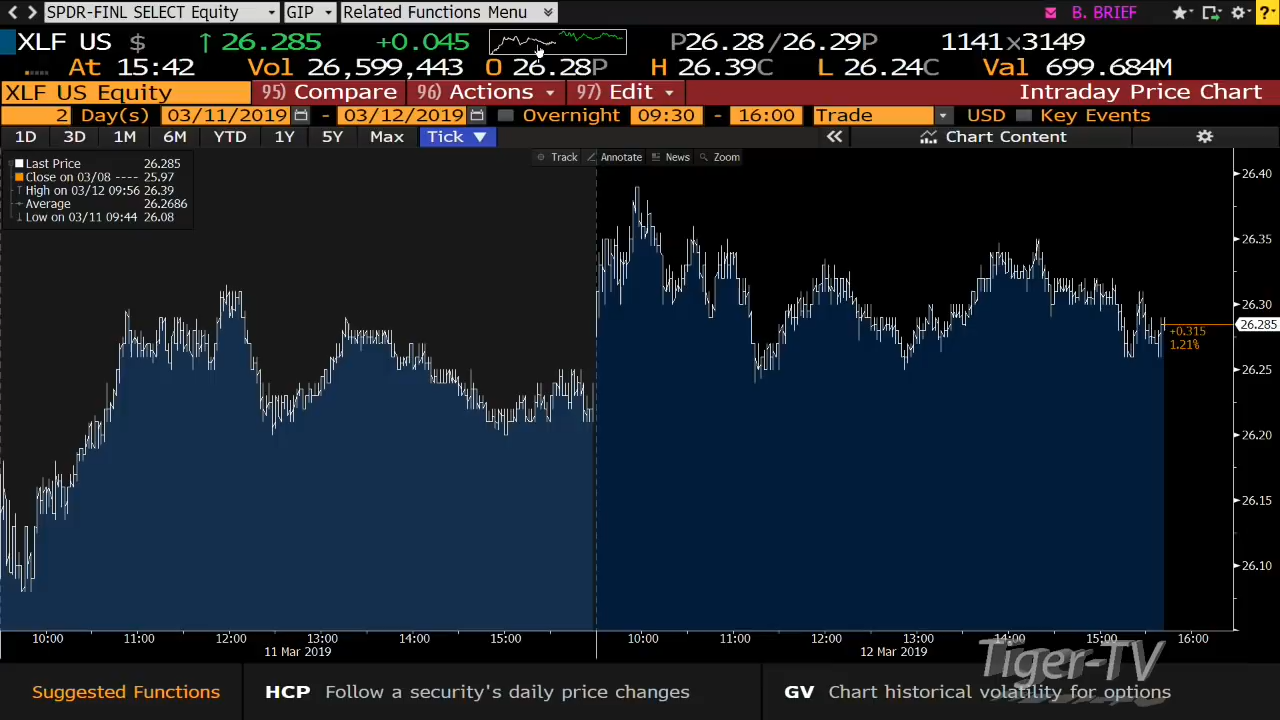 SPDR-FINL SELECT Equity GIP Related Functions Menu B. BRIEF ?
XLF US $ ↑ 26.285 +0.045 P26.28/26.29P 1141x3149
At 15:42 Vol 26,599,443 O 26.28P H 26.39C L 26.24C Val 699.684M
XLF US Equity 95) Compare 96) Actions 97) Edit Intraday Price Chart
2 Day(s) 03/11/2019 - 03/12/2019 Overnight 09:30 - 16:00 Trade USD Key Events
1D 3D 1M 6M YTD 1Y 5Y Max Tick ▼ « Chart Content
Track Annotate News Zoom
Last Price 26.285
Close on 03/08 ---- 25.97
High on 03/12 09:56 26.39
Average 26.2686
Low on 03/11 09:44 26.08
26.40
26.35
26.30
26.285
+0.315
1.21%
26.25
26.20
26.15
26.10
10:00 11:00 12:00 13:00 14:00 15:00 10:00 11:00 12:00 13:00 14:00 15:00 16:00
11 Mar 2019 12 Mar 2019
Tiger-TV
Suggested Functions HCP Follow a security's daily price changes GV Chart historical volatility for options